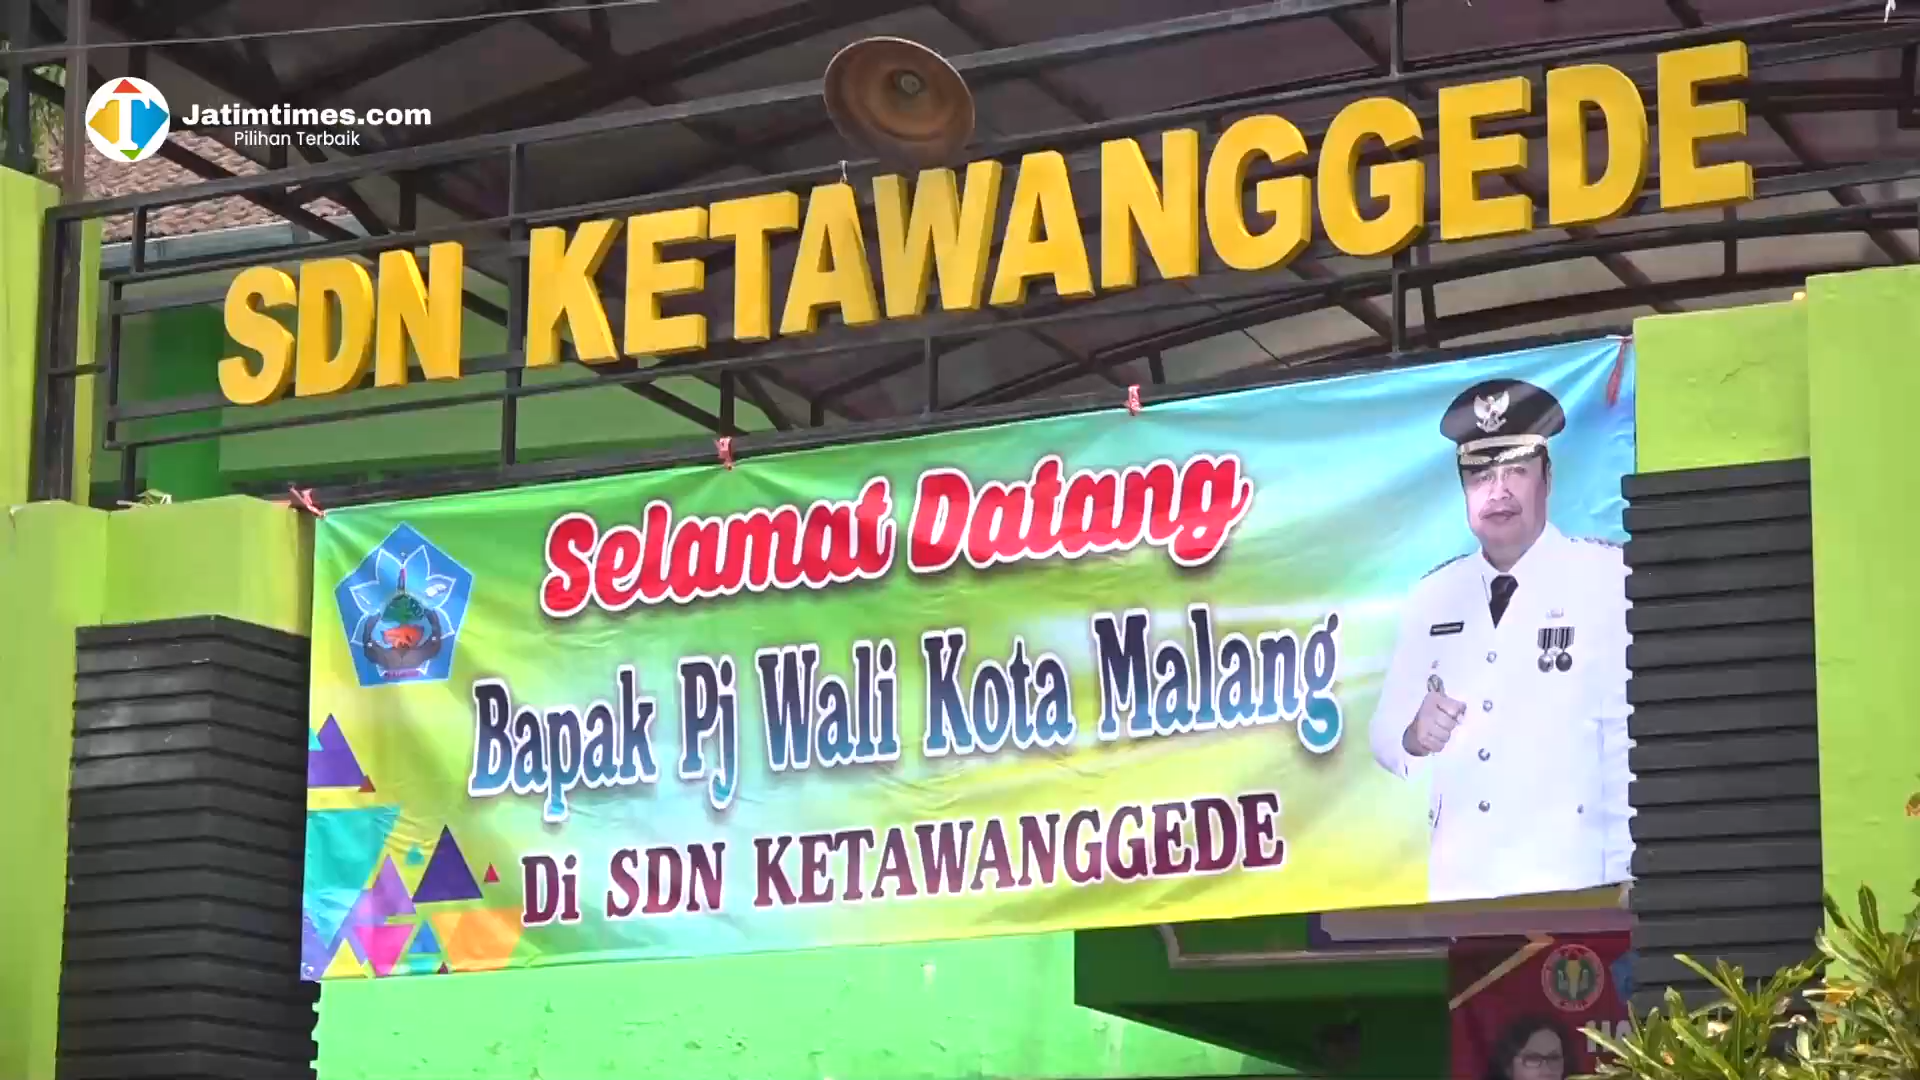 Jatimtimes.com
Pilihan Terbaik
SDN KETAWANGGEDE
Selamat Datang
Bapak Pj Wali Kota Malang
Di SDN KETAWANGGEDE